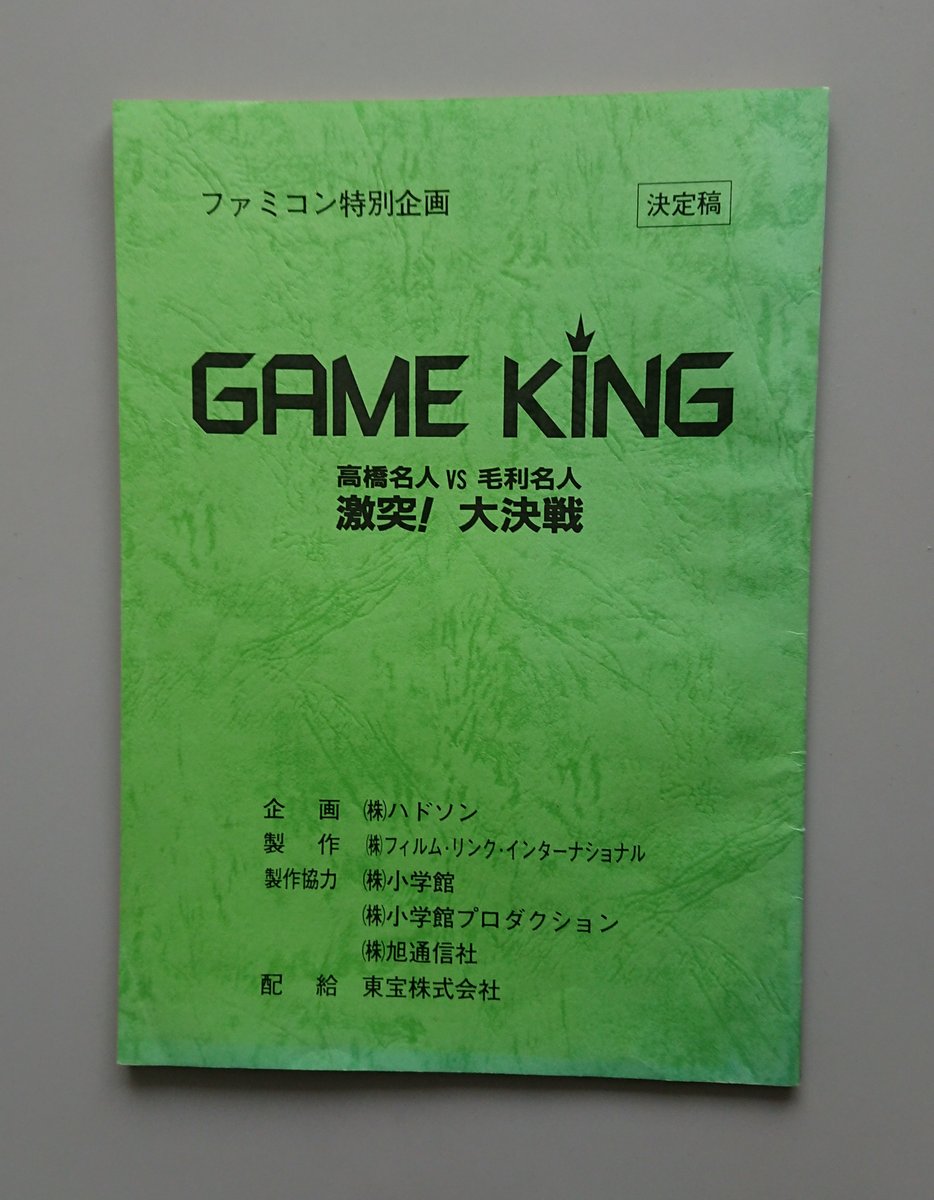 ファミコン特別企画
決定稿
GAME KING
高橋名人 VS 毛利名人
激突! 大決戦
企 画 ㈱ハドソン
製 作 ㈱フィルム・リンク・インターナショナル
製作協力 ㈱小学館
㈱小学館プロダクション
㈱旭通信社
配 給 東宝株式会社